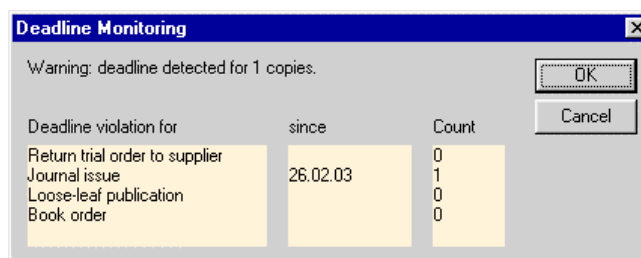 Deadline Monitoring
Warning: deadline detected for 1 copies.
OK
Cancel
Deadline violation for since Count
Return trial order to supplier 0
Journal issue 26.02.03 1
Loose-leaf publication 0
Book order 0